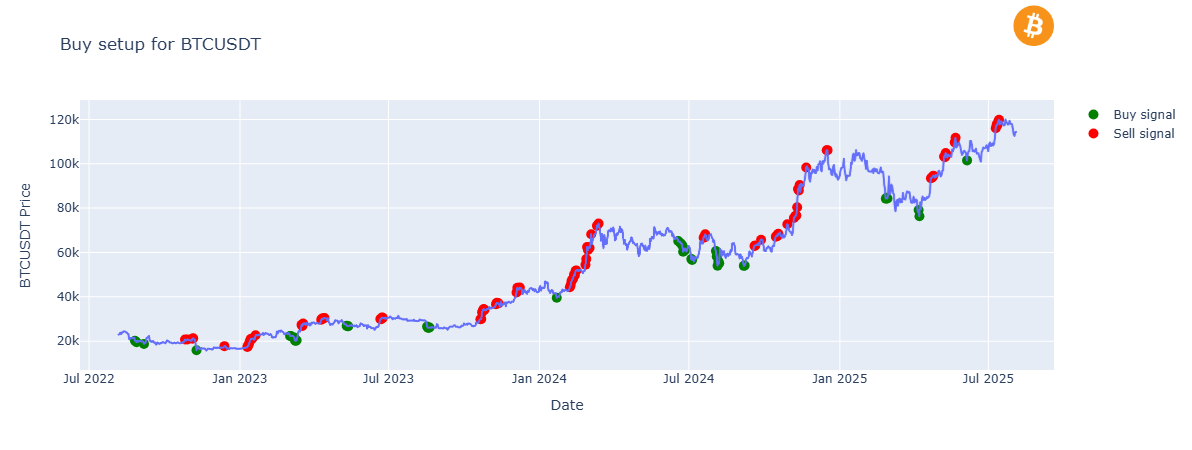 Buy setup for BTCUSDT
Buy signal
Sell signal
BTCUSDT Price
120k
100k
80k
60k
40k
20k
Jul 2022 Jan 2023 Jul 2023 Jan 2024 Jul 2024 Jan 2025 Jul 2025
Date